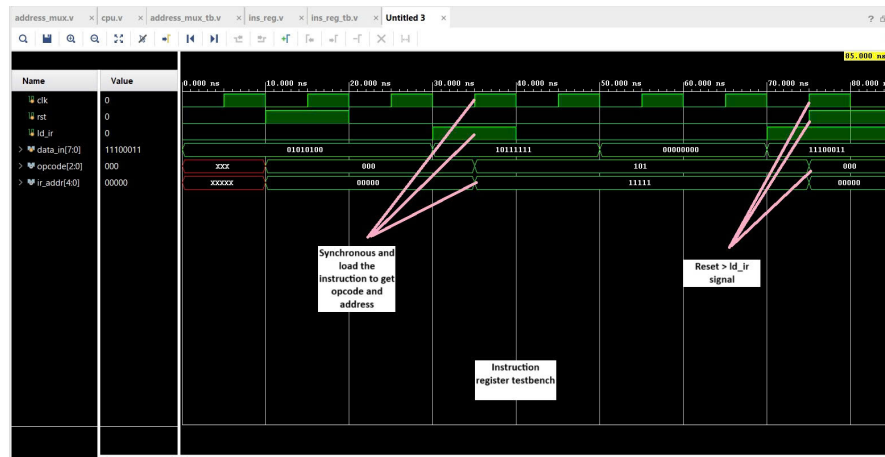 address_mux.v × cpu.v × address_mux_tb.v × ins_reg.v × ins_reg_tb.v × Untitled 3 ×
85.000 ns
Name Value
0.000 ns 10.000 ns 20.000 ns 30.000 ns 40.000 ns 50.000 ns 60.000 ns 70.000 ns 80.000
clk 0
rst 0
ld_ir 0
data_in[7:0] 11100011 01010100 10111111 00000000 11100011
opcode[2:0] 000 XXX 000 101 000
ir_addr[4:0] 00000 XXXXX 00000 11111 00000
Synchronous and
load the
instruction to get
opcode and
address
Reset > ld_ir
signal
Instruction
register testbench